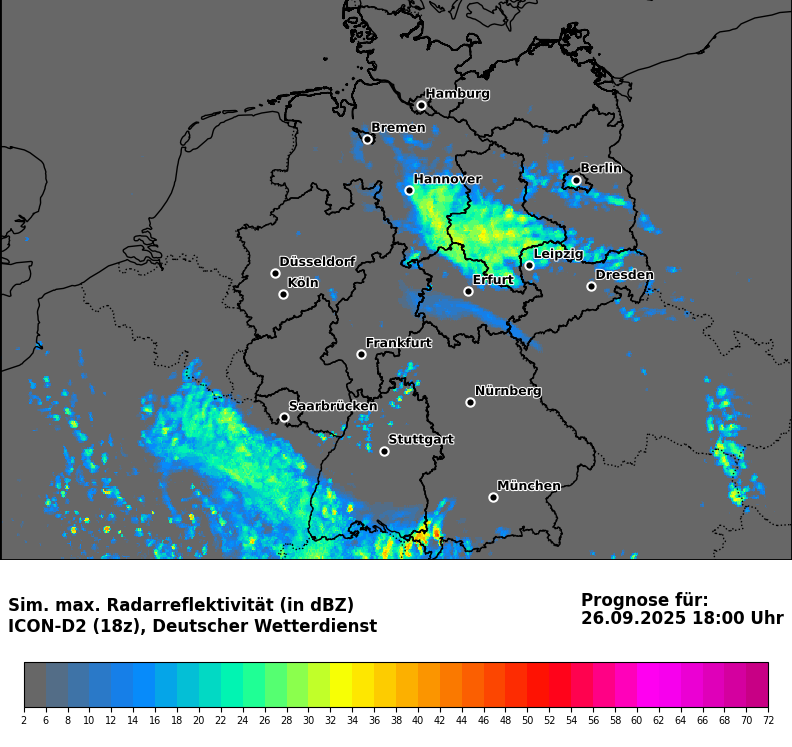 Hamburg
Bremen
Berlin
Hannover
Leipzig
Düsseldorf
Dresden
Köln
Erfurt
Frankfurt
Nürnberg
Saarbrücken
Stuttgart
München
Sim. max. Radarreflektivität (in dBZ)
ICON-D2 (18z), Deutscher Wetterdienst
Prognose für:
26.09.2025 18:00 Uhr
2 6 8 10 12 14 16 18 20 22 24 26 28 30 32 34 36 38 40 42 44 46 48 50 52 54 56 58 60 62 64 66 68 70 72